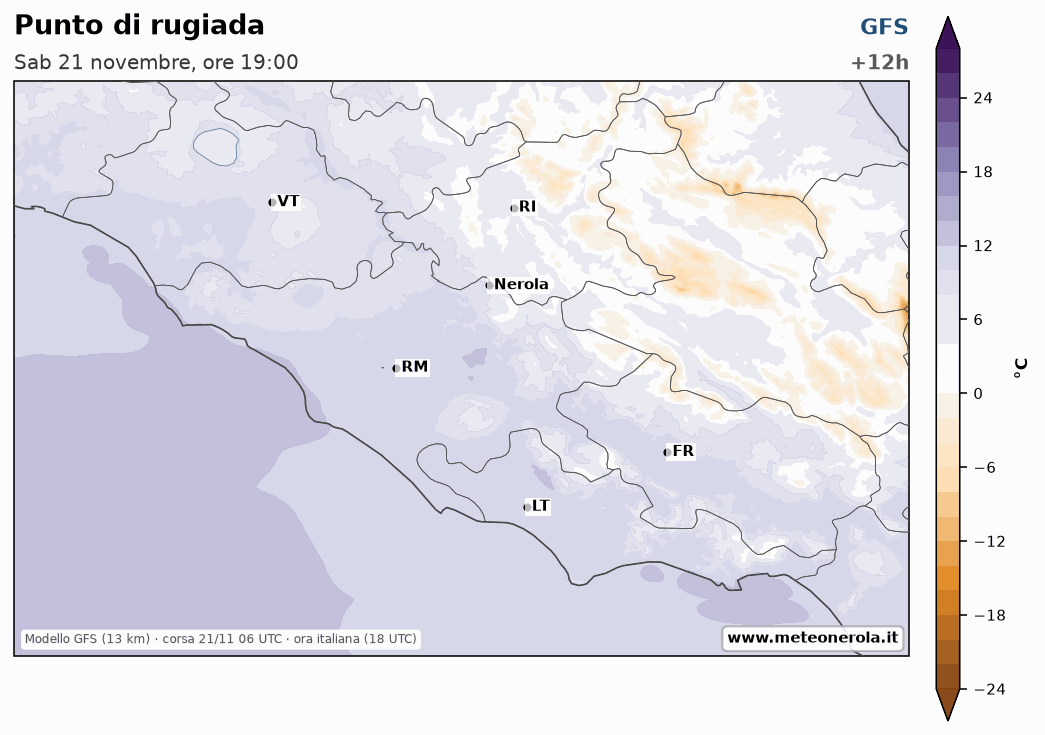 Punto di rugiada
GFS
Sab 21 novembre, ore 19:00
+12h
VT
RI
Nerola
RM
FR
LT
24
18
12
6
0
−6
−12
−18
−24
°C
Modello GFS (13 km) · corsa 21/11 06 UTC · ora italiana (18 UTC)
www.meteonerola.it